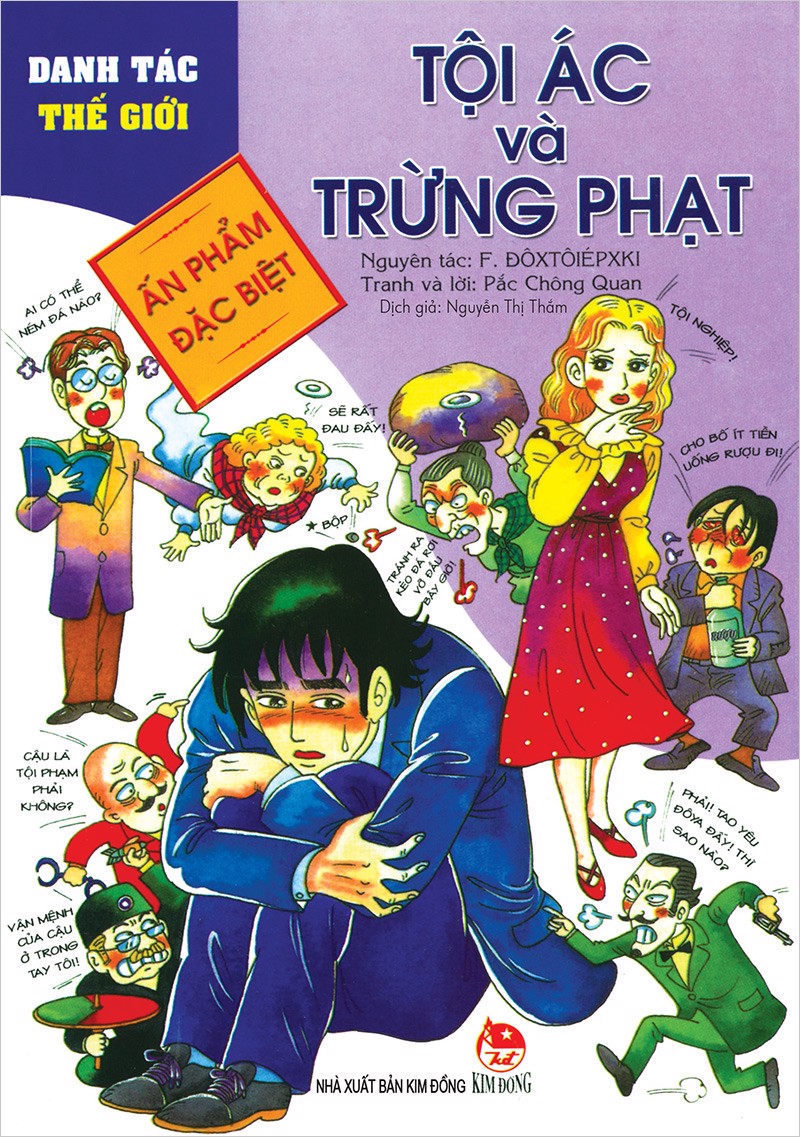 DANH TÁC
THẾ GIỚI
TỘI ÁC
và
TRỪNG PHẠT
Nguyên tác: F. ĐÔXTÔIÉPXKI
Tranh và lời: Pắc Chông Quan
Dịch giả: Nguyễn Thị Thắm
ẤN PHẨM
ĐẶC BIỆT
AI CÓ THỂ
NÉM ĐÁ NÀO?
SẼ RẤT
ĐAU ĐẤY!
BỘP
TỘI NGHIỆP!
CHO BỐ ÍT TIỀN
UỐNG RƯỢU ĐI!
TRÁNH RA
KẺO ĐÁ RƠI
VỠ ĐẦU
BÂY GIỜ!
RƯỢU
CẬU LÀ
TỘI PHẠM
PHẢI
KHÔNG?
VẬN MỆNH
CỦA CẬU
Ở TRONG
TAY TÔI!
PHẢI! TAO YÊU
ĐÔYA ĐẤY! THÌ
SAO NÀO?
NHÀ XUẤT BẢN KIM ĐỒNG
kđ
KIM ĐỒNG